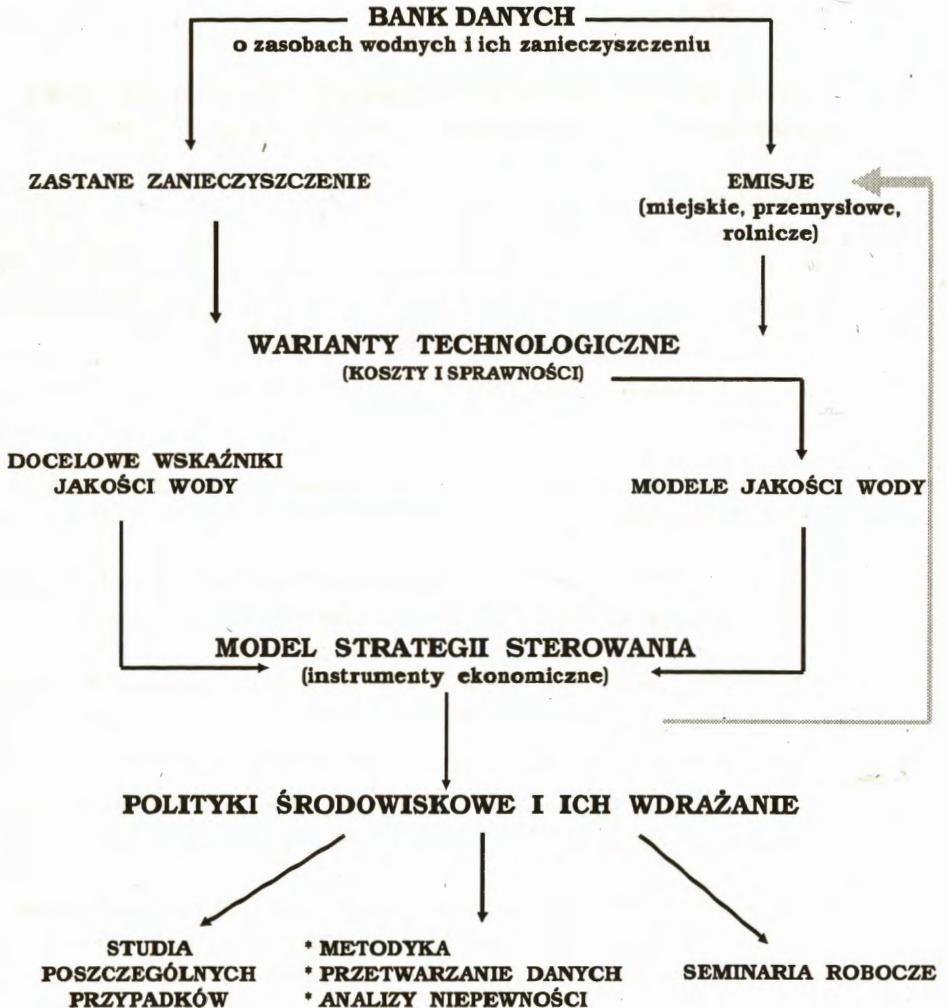 BANK DANYCH
o zasobach wodnych i ich zanieczyszczeniu
ZASTANE ZANIECZYSZCZENIE
EMISJE
(miejskie, przemysłowe,
rolnicze)
WARIANTY TECHNOLOGICZNE
(KOSZTY I SPRAWNOŚCI)
DOCELOWE WSKAŹNIKI
JAKOŚCI WODY
MODELE JAKOŚCI WODY
MODEL STRATEGII STEROWANIA
(instrumenty ekonomiczne)
POLITYKI ŚRODOWISKOWE I ICH WDRAŻANIE
STUDIA
POSZCZEGÓLNYCH
PRZYPADKÓW
* METODYKA
* PRZETWARZANIE DANYCH
* ANALIZY NIEPEWNOŚCI
SEMINARIA ROBOCZE